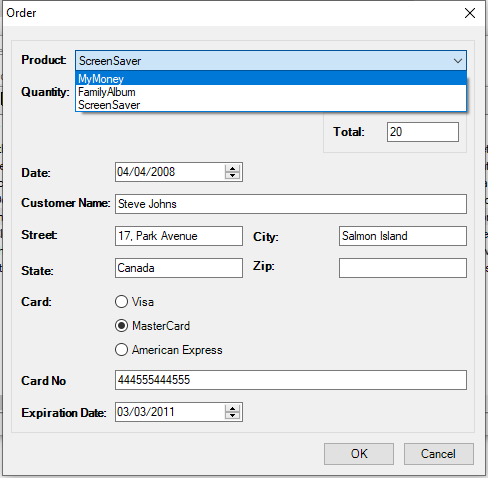 Order
Product: ScreenSaver
MyMoney
Quantity: FamilyAlbum
ScreenSaver
Total: 20
Date: 04/04/2008
Customer Name: Steve Johns
Street: 17, Park Avenue City: Salmon Island
State: Canada Zip:
Card: Visa
MasterCard
American Express
Card No 444555444555
Expiration Date: 03/03/2011
OK Cancel